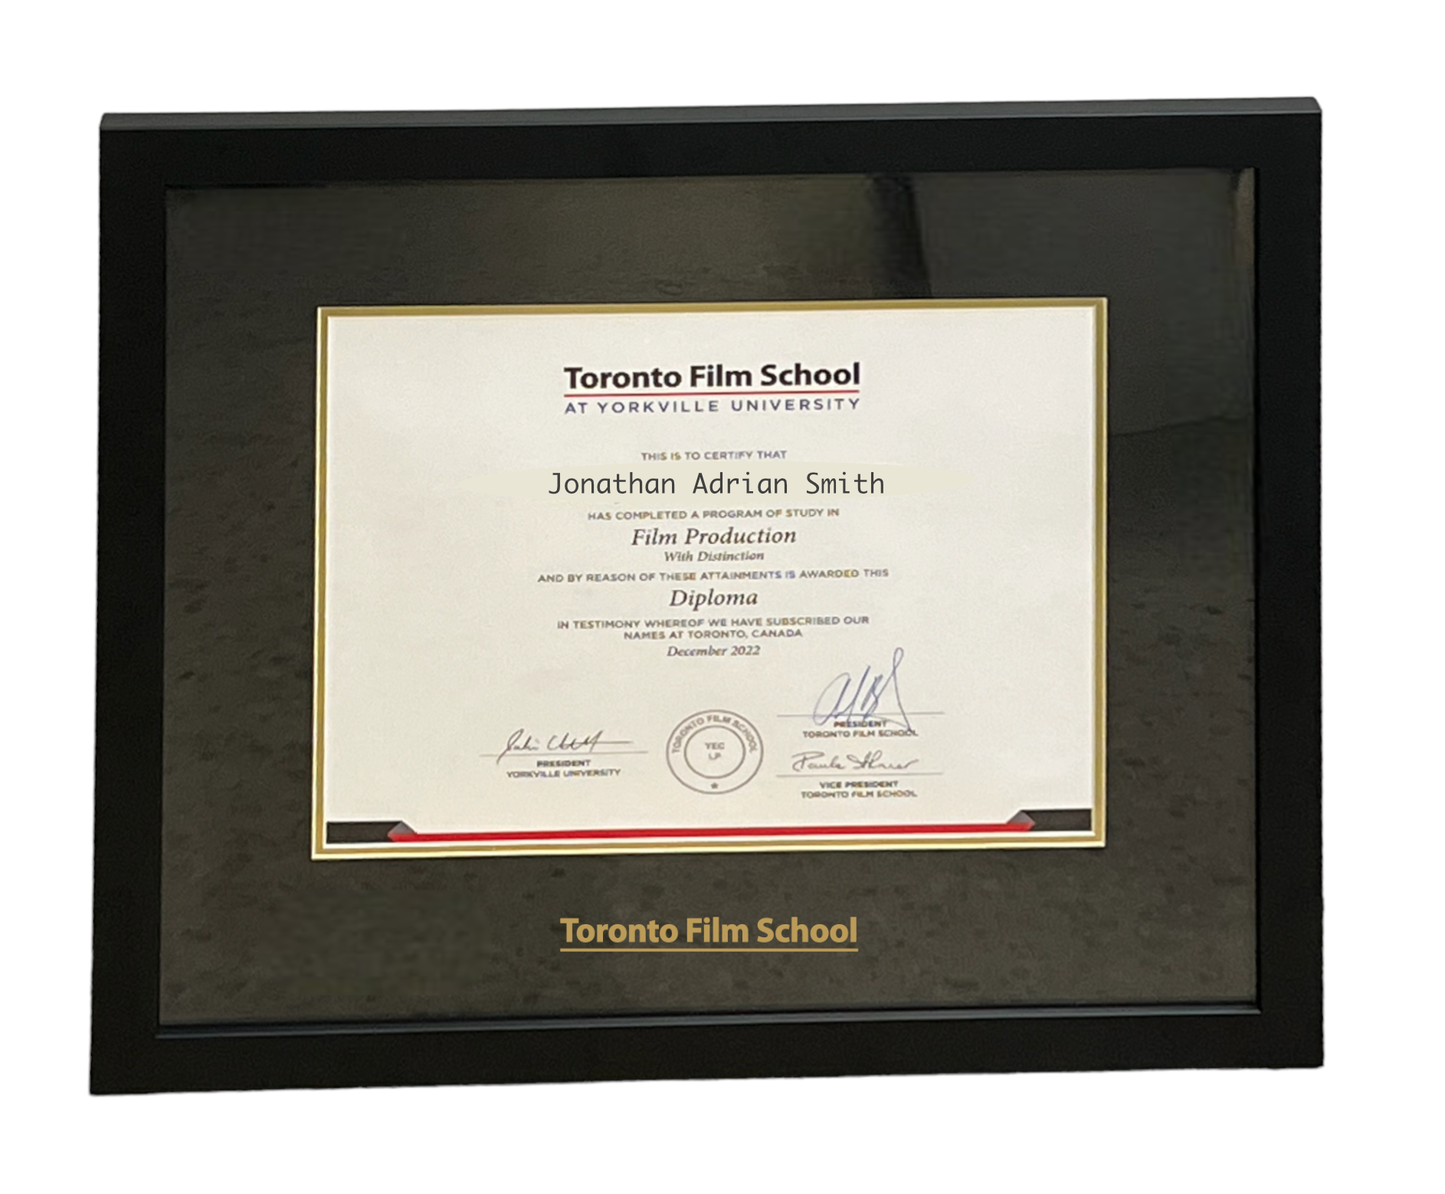 Toronto Film School
AT YORKVILLE UNIVERSITY
THIS IS TO CERTIFY THAT
Jonathan Adrian Smith
HAS COMPLETED A PROGRAM OF STUDY IN
Film Production
With Distinction
AND BY REASON OF THESE ATTAINMENTS IS AWARDED THIS
Diploma
IN TESTIMONY WHEREOF WE HAVE SUBSCRIBED OUR
NAMES AT TORONTO, CANADA
December 2022
PRESIDENT
YORKVILLE UNIVERSITY
TORONTO FILM SCHOOL
YEC
LP
PRESIDENT
TORONTO FILM SCHOOL
VICE PRESIDENT
TORONTO FILM SCHOOL
Toronto Film School